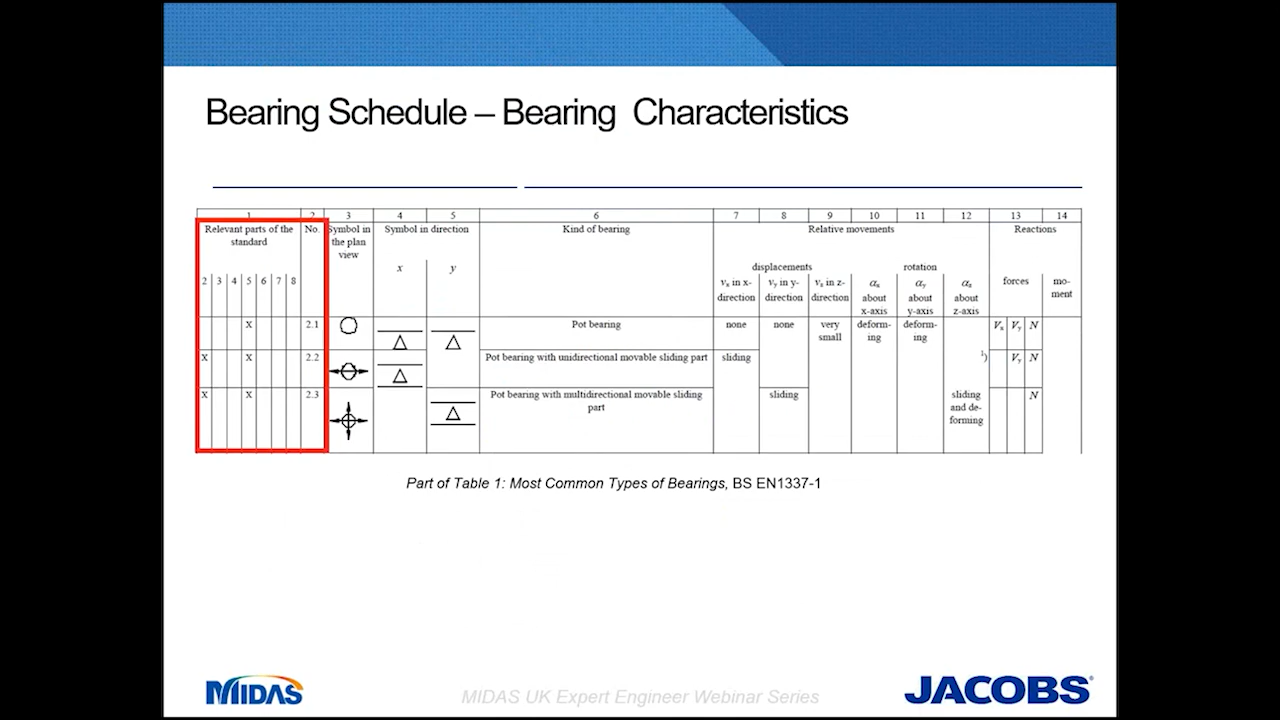 Bearing Schedule – Bearing Characteristics
1 2 3 4 5 6 7 8 9 10 11 12 13 14
Relevant parts of the standard No. Symbol in the plan view Symbol in direction Kind of bearing Relative movements Reactions
x y displacements rotation
2 3 4 5 6 7 8 vx in x-direction vy in y-direction vz in z-direction αx about x-axis αy about y-axis αz about z-axis forces mo-ment
x 2.1 Pot bearing none none very small deform-ing deform-ing Vx Vy N
x x 2.2 Pot bearing with unidirectional movable sliding part sliding 1) Vy N
x x 2.3 Pot bearing with multidirectional movable sliding part sliding sliding and de-forming N
Part of Table 1: Most Common Types of Bearings, BS EN1337-1
MIDAS
MIDAS UK Expert Engineer Webinar Series
JACOBS®